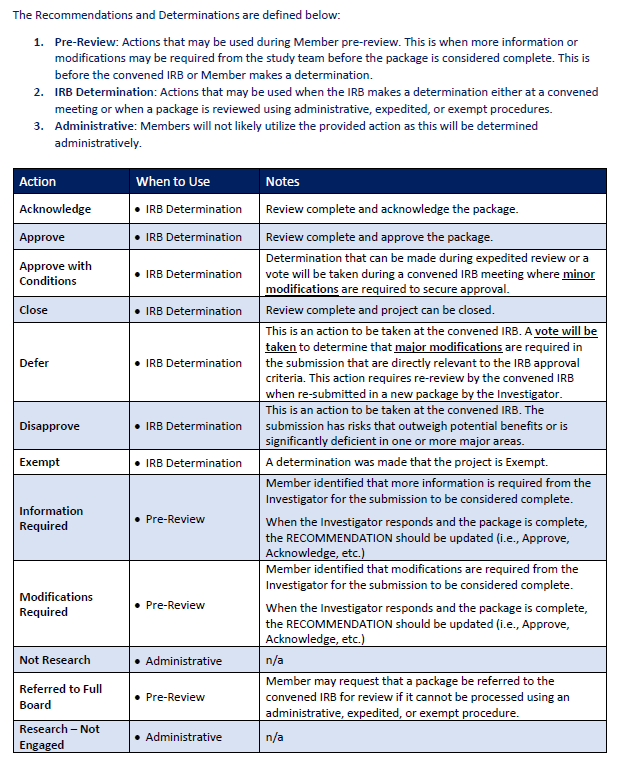 The Recommendations and Determinations are defined below:
1. Pre-Review: Actions that may be used during Member pre-review. This is when more information or
modifications may be required from the study team before the package is considered complete. This is
before the convened IRB or Member makes a determination.
2. IRB Determination: Actions that may be used when the IRB makes a determination either at a convened
meeting or when a package is reviewed using administrative, expedited, or exempt procedures.
3. Administrative: Members will not likely utilize the provided action as this will be determined
administratively.
Action When to Use Notes
Acknowledge • IRB Determination Review complete and acknowledge the package.
Approve • IRB Determination Review complete and approve the package.
Approve with
Conditions
• IRB Determination
Determination that can be made during expedited review or a
vote will be taken during a convened IRB meeting where minor
modifications are required to secure approval.
Close • IRB Determination Review complete and project can be closed.
Defer
• IRB Determination
This is an action to be taken at the convened IRB. A vote will be
taken to determine that major modifications are required in
the submission that are directly relevant to the IRB approval
criteria. This action requires re-review by the convened IRB
when re-submitted in a new package by the Investigator.
Disapprove
• IRB Determination
This is an action to be taken at the convened IRB. The
submission has risks that outweigh potential benefits or is
significantly deficient in one or more major areas.
Exempt • IRB Determination A determination was made that the project is Exempt.
Information
Required
• Pre-Review
Member identified that more information is required from the
Investigator for the submission to be considered complete.
When the Investigator responds and the package is complete,
the RECOMMENDATION should be updated (i.e., Approve,
Acknowledge, etc.)
Modifications
Required
• Pre-Review
Member identified that modifications are required from the
Investigator for the submission to be considered complete.
When the Investigator responds and the package is complete,
the RECOMMENDATION should be updated (i.e., Approve,
Acknowledge, etc.)
Not Research • Administrative n/a
Referred to Full
Board
• Pre-Review
Member may request that a package be referred to the
convened IRB for review if it cannot be processed using an
administrative, expedited, or exempt procedure.
Research – Not
Engaged
• Administrative
n/a